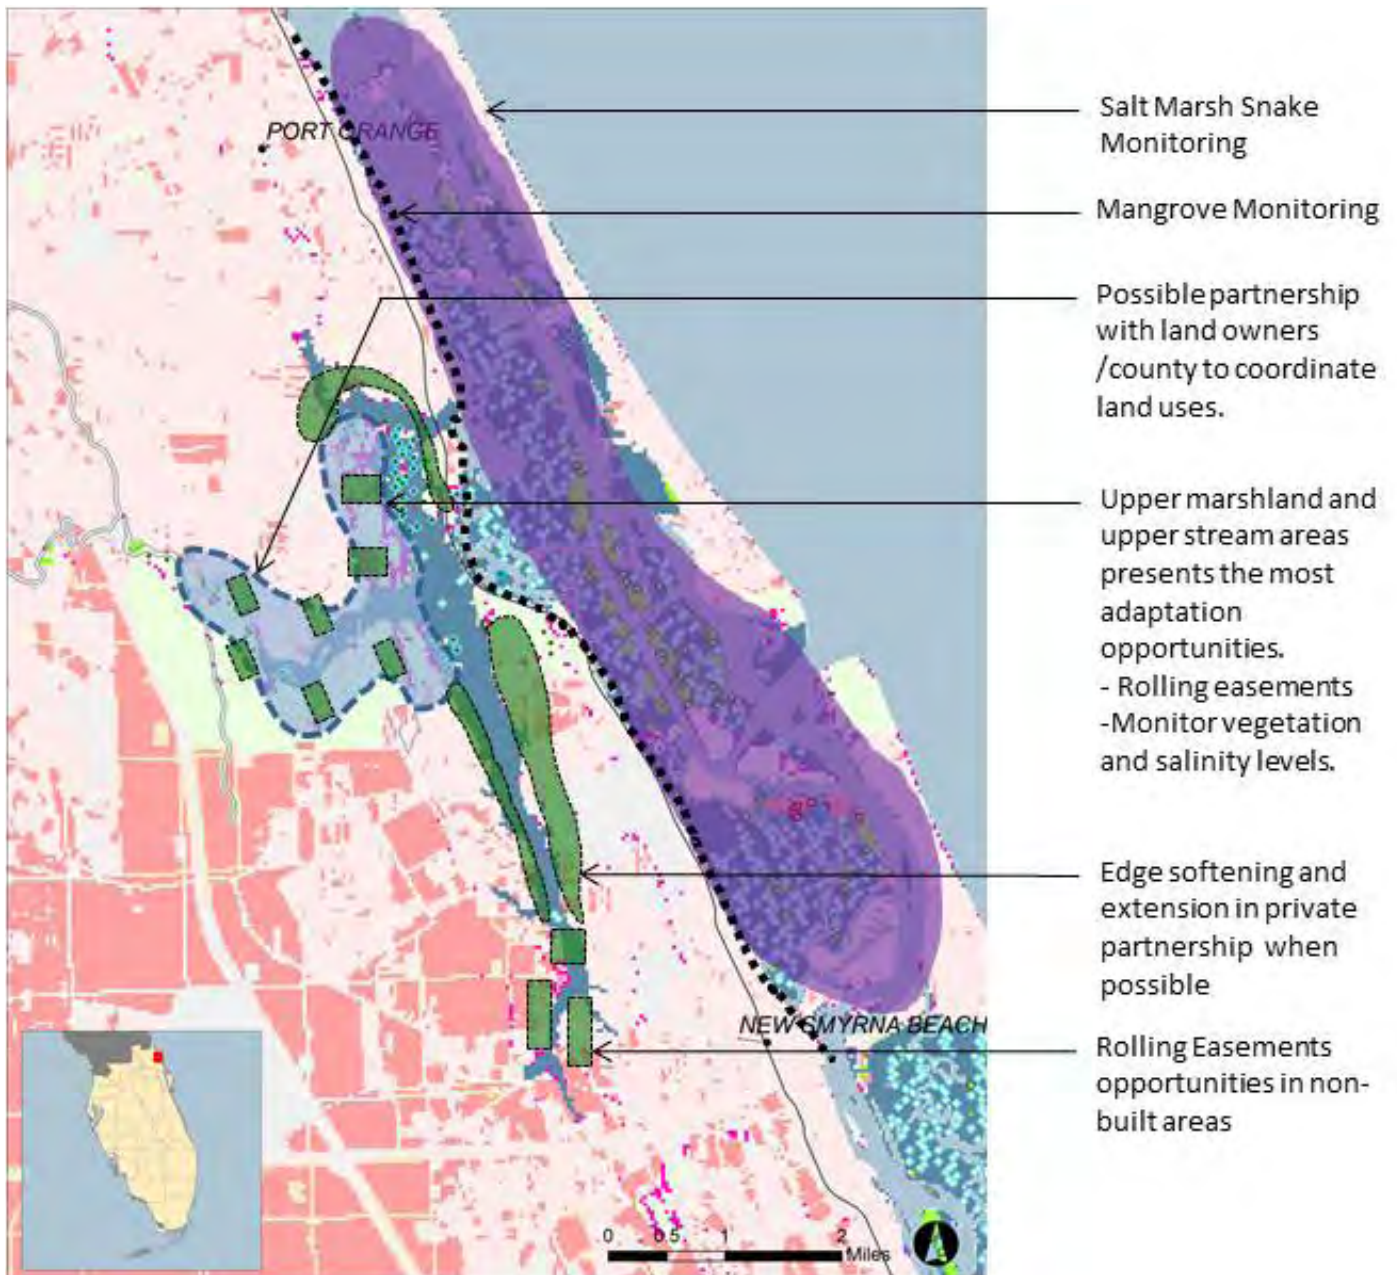 PORT ORANGE
NEW SMYRNA BEACH
0 0.5 1 2
Miles
Salt Marsh Snake
Monitoring
Mangrove Monitoring
Possible partnership
with land owners
/county to coordinate
land uses.
Upper marshland and
upper stream areas
presents the most
adaptation
opportunities.
- Rolling easements
-Monitor vegetation
and salinity levels.
Edge softening and
extension in private
partnership when
possible
Rolling Easements
opportunities in non-
built areas